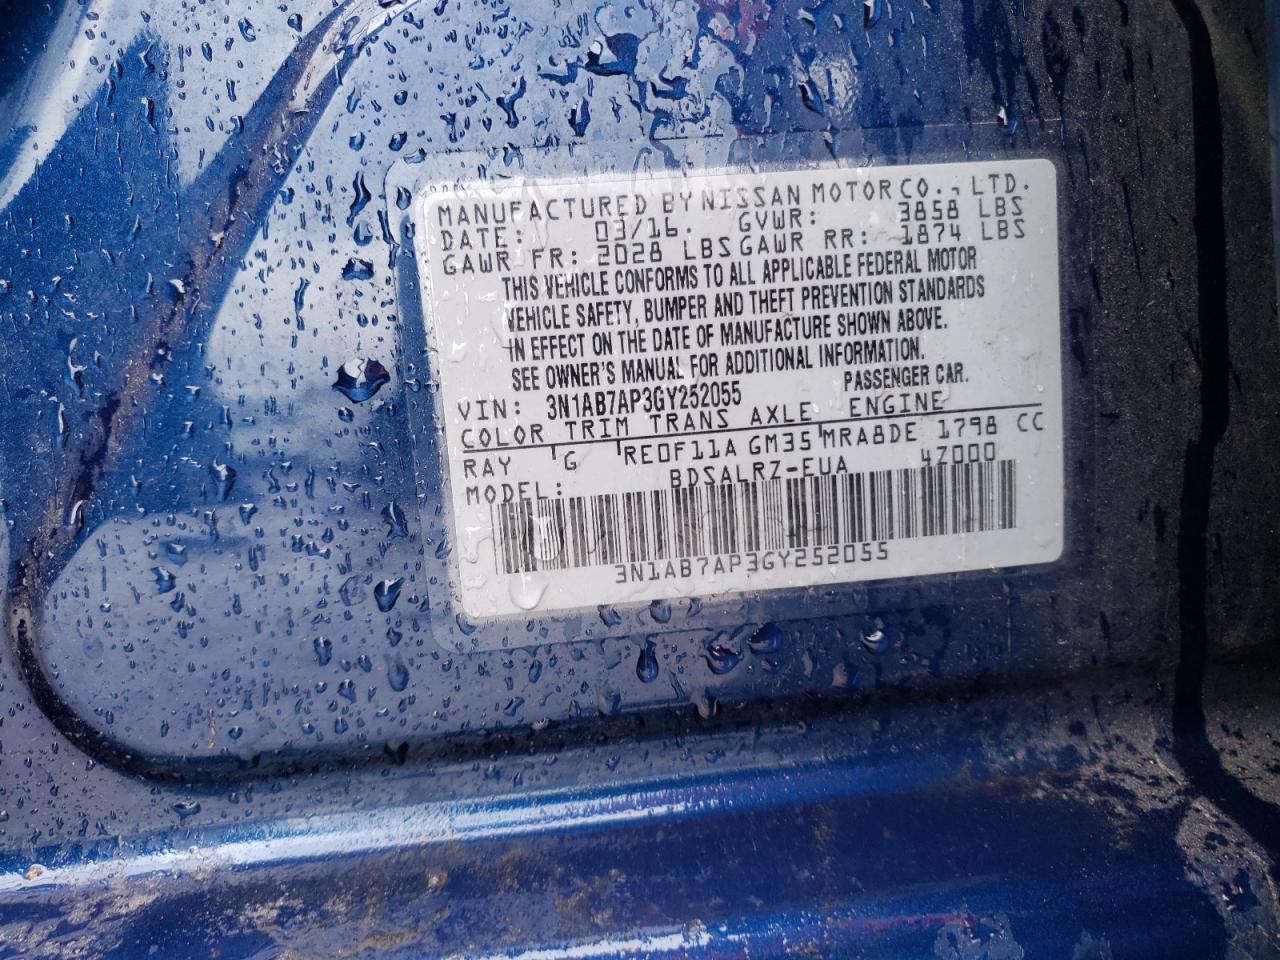 MANUFACTURED BY NISSAN MOTOR CO., LTD.
DATE: 03/16. GVWR: 3858 LBS
GAWR FR: 2028 LBS GAWR RR: 1874 LBS
THIS VEHICLE CONFORMS TO ALL APPLICABLE FEDERAL MOTOR
VEHICLE SAFETY, BUMPER AND THEFT PREVENTION STANDARDS
IN EFFECT ON THE DATE OF MANUFACTURE SHOWN ABOVE.
SEE OWNER'S MANUAL FOR ADDITIONAL INFORMATION.
VIN: 3N1AB7AP3GY252055 PASSENGER CAR.
COLOR TRIM TRANS AXLE ENGINE
RAY G RE0F11A GM35 MRA8DE 1798 CC
MODEL: BDSALRZ-EUA 4Z000
3N1AB7AP3GY252055